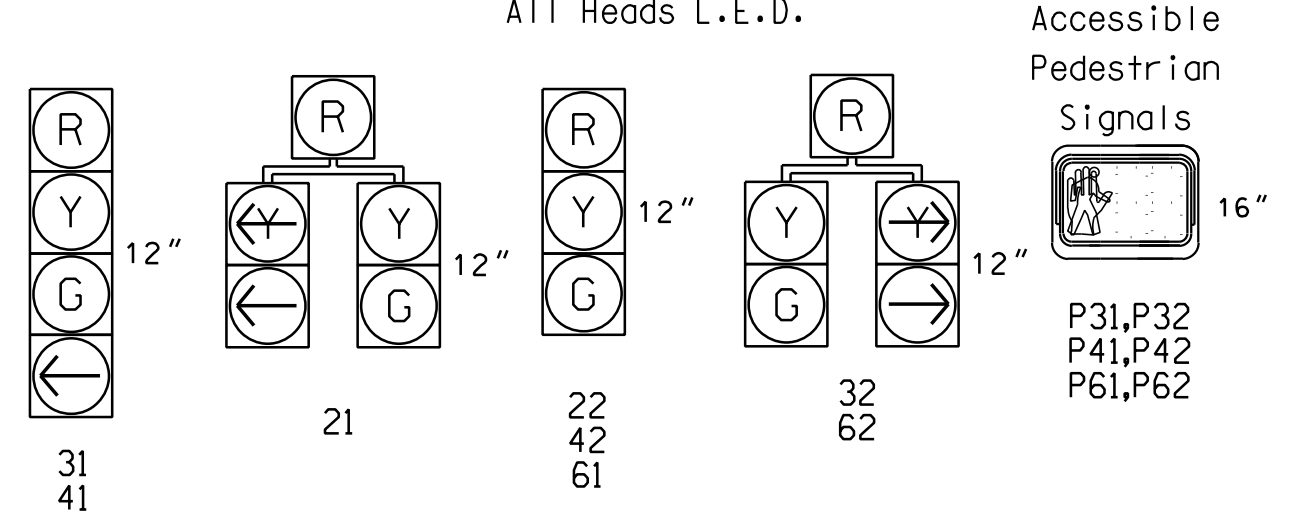 All Heads L.E.D.
R
Y
G
12"
31
41
R
Y
Y
G
12"
21
R
Y
G
12"
22
42
61
R
Y
Y
G
12"
32
62
Accessible
Pedestrian
Signals
16"
P31,P32
P41,P42
P61,P62